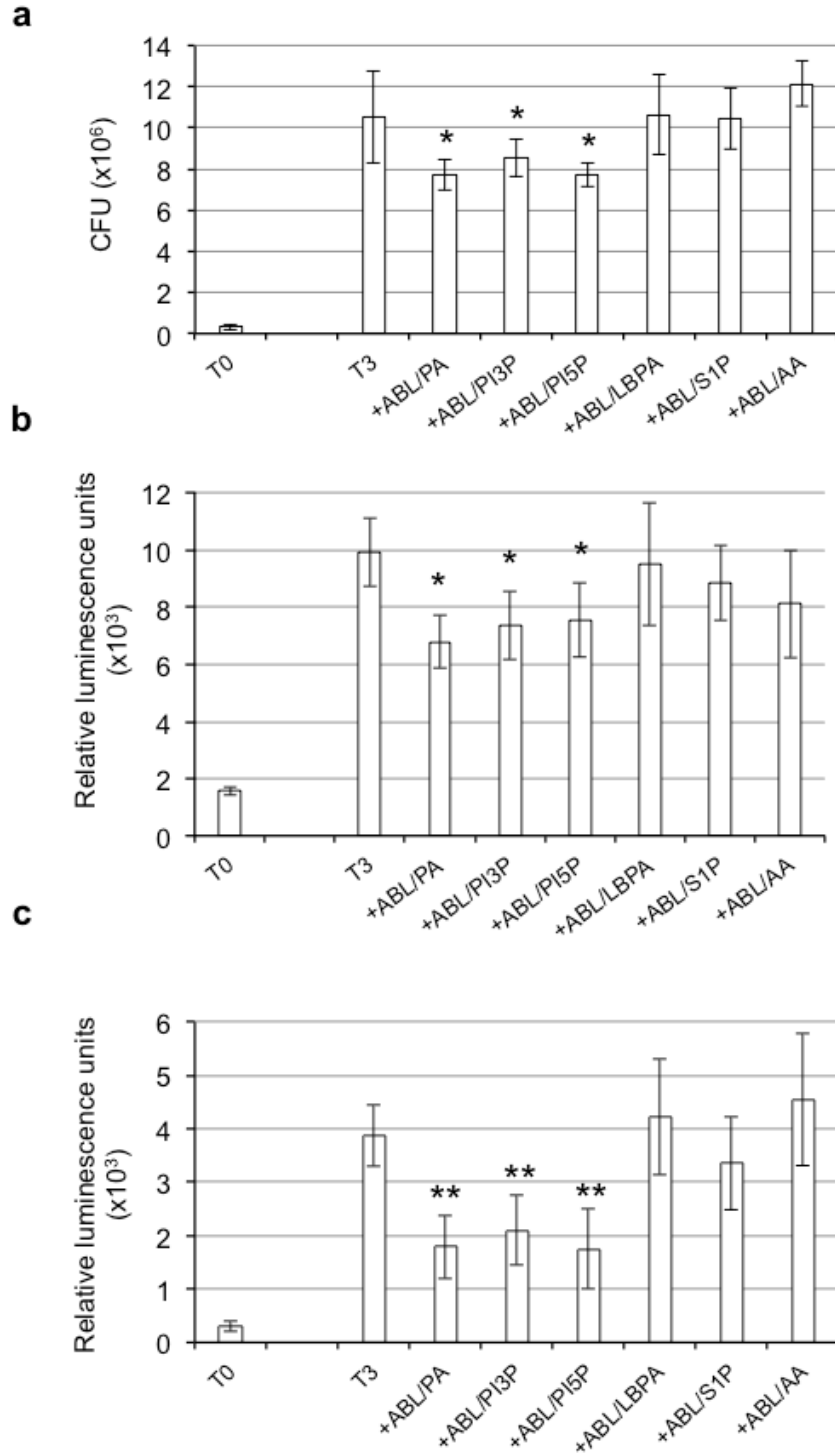 a
14
12
10
8
6
4
2
0
CFU (x10⁶)
*
*
*
T0
T3
+ABL/PA
+ABL/PI3P
+ABL/PI5P
+ABL/LBPA
+ABL/S1P
+ABL/AA
b
12
10
8
6
4
2
0
Relative luminescence units
(x10³)
*
*
*
T0
T3
+ABL/PA
+ABL/PI3P
+ABL/PI5P
+ABL/LBPA
+ABL/S1P
+ABL/AA
c
6
5
4
3
2
1
0
Relative luminescence units
(x10³)
**
**
**
T0
T3
+ABL/PA
+ABL/PI3P
+ABL/PI5P
+ABL/LBPA
+ABL/S1P
+ABL/AA